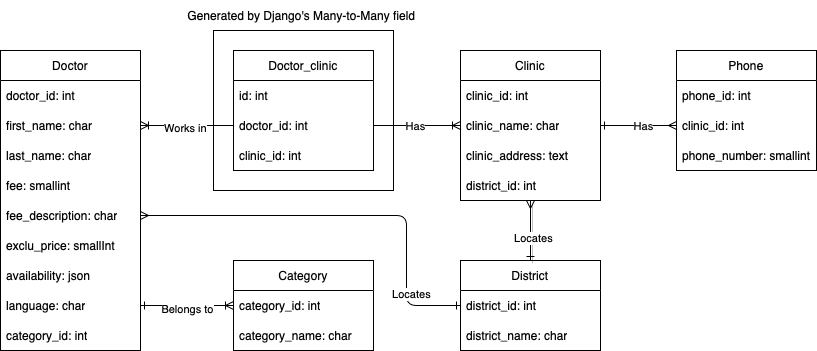 Generated by Django's Many-to-Many field
Doctor
doctor_id: int
first_name: char
last_name: char
fee: smallint
fee_description: char
exclu_price: smallInt
availability: json
language: char
category_id: int
Works in
Doctor_clinic
id: int
doctor_id: int
clinic_id: int
Has
Clinic
clinic_id: int
clinic_name: char
clinic_address: text
district_id: int
Has
Phone
phone_id: int
clinic_id: int
phone_number: smallint
Locates
Locates
Belongs to
Category
category_id: int
category_name: char
District
district_id: int
district_name: char